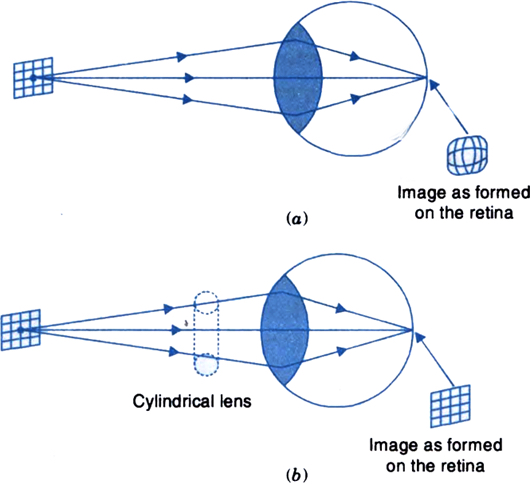 Image as formed
on the retina
(a)
Cylindrical lens
Image as formed
on the retina
(b)